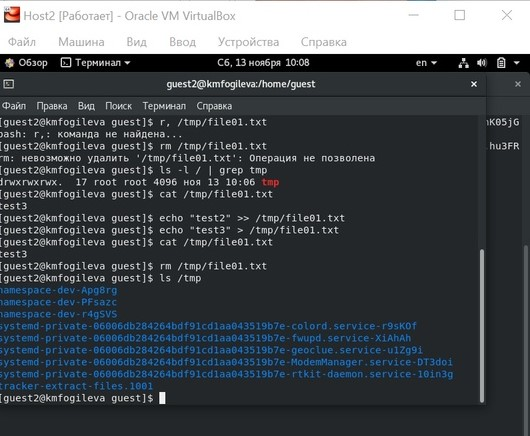 Host2 [Работает] - Oracle VM VirtualBox
Файл Машина Вид Ввод Устройства Справка
Обзор Терминал Сб, 13 ноября 10:08 en
guest2@kmfogileva:/home/guest
Файл Правка Вид Поиск Терминал Справка
[guest2@kmfogileva guest]$ r, /tmp/file01.txt
bash: r,: команда не найдена...
[guest2@kmfogileva guest]$ rm /tmp/file01.txt
rm: невозможно удалить '/tmp/file01.txt': Операция не позволена
[guest2@kmfogileva guest]$ ls -l / | grep tmp
drwxrwxrwx. 17 root root 4096 ноя 13 10:06 tmp
[guest2@kmfogileva guest]$ cat /tmp/file01.txt
test3
[guest2@kmfogileva guest]$ echo "test2" >> /tmp/file01.txt
[guest2@kmfogileva guest]$ echo "test3" > /tmp/file01.txt
[guest2@kmfogileva guest]$ cat /tmp/file01.txt
test3
[guest2@kmfogileva guest]$ rm /tmp/file01.txt
[guest2@kmfogileva guest]$ ls /tmp
namespace-dev-Apg8rg
namespace-dev-PFsazc
namespace-dev-r4gSVS
systemd-private-06006db284264bdf91cd1aa043519b7e-colord.service-r9sKOf
systemd-private-06006db284264bdf91cd1aa043519b7e-fwupd.service-XiAhAh
systemd-private-06006db284264bdf91cd1aa043519b7e-geoclue.service-u1Zg9i
systemd-private-06006db284264bdf91cd1aa043519b7e-ModemManager.service-DT3doi
systemd-private-06006db284264bdf91cd1aa043519b7e-rtkit-daemon.service-10in3g
tracker-extract-files.1001
[guest2@kmfogileva guest]$